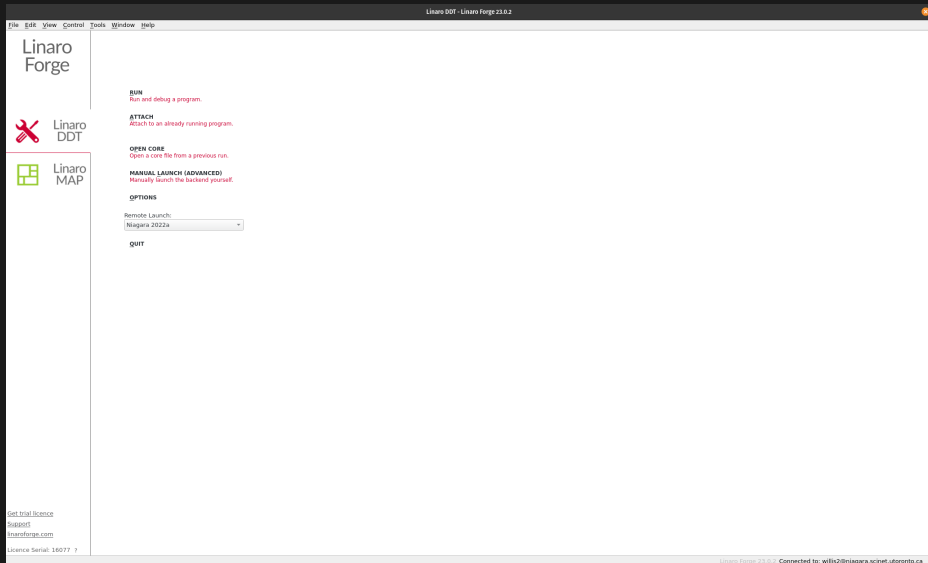 Linaro DDT - Linaro Forge 23.0.2
File Edit View Control Tools Window Help
Linaro
Forge
Linaro
DDT
Linaro
MAP
RUN
Run and debug a program.
ATTACH
Attach to an already running program.
OPEN CORE
Open a core file from a previous run.
MANUAL LAUNCH (ADVANCED)
Manually launch the backend yourself.
OPTIONS
Remote Launch:
Niagara 2022a
QUIT
Get trial licence
Support
linaroforge.com
Licence Serial: 16077 ?
Linaro Forge 23.0.2 Connected to: willis2@niagara.scinet.utoronto.ca